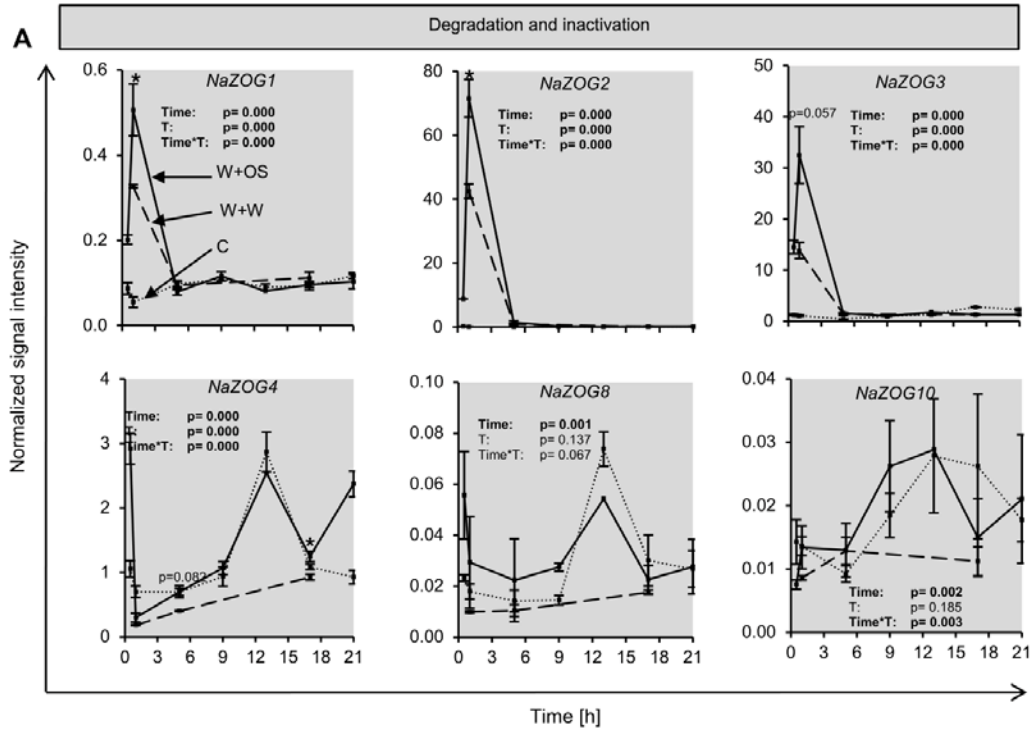 Degradation and inactivation
A
Normalized signal intensity
NaZOG1
0.6
0.4
0.2
0.0
*
Time: p= 0.000
T: p= 0.000
Time*T: p= 0.000
W+OS
W+W
C
NaZOG2
80
60
40
20
0
*
Time: p= 0.000
T: p= 0.000
Time*T: p= 0.000
NaZOG3
50
40
30
20
10
0
p=0.057
Time: p= 0.000
T: p= 0.000
Time*T: p= 0.000
NaZOG4
4
3
2
1
0
Time: p= 0.000
T: p= 0.000
Time*T: p= 0.000
p=0.082
*
0 3 6 9 12 15 18 21
NaZOG8
0.10
0.08
0.06
0.04
0.02
0.00
Time: p= 0.001
T: p= 0.137
Time*T: p= 0.067
0 3 6 9 12 15 18 21
NaZOG10
0.04
0.03
0.02
0.01
0.00
Time: p= 0.002
T: p= 0.185
Time*T: p= 0.003
0 3 6 9 12 15 18 21
Time [h]